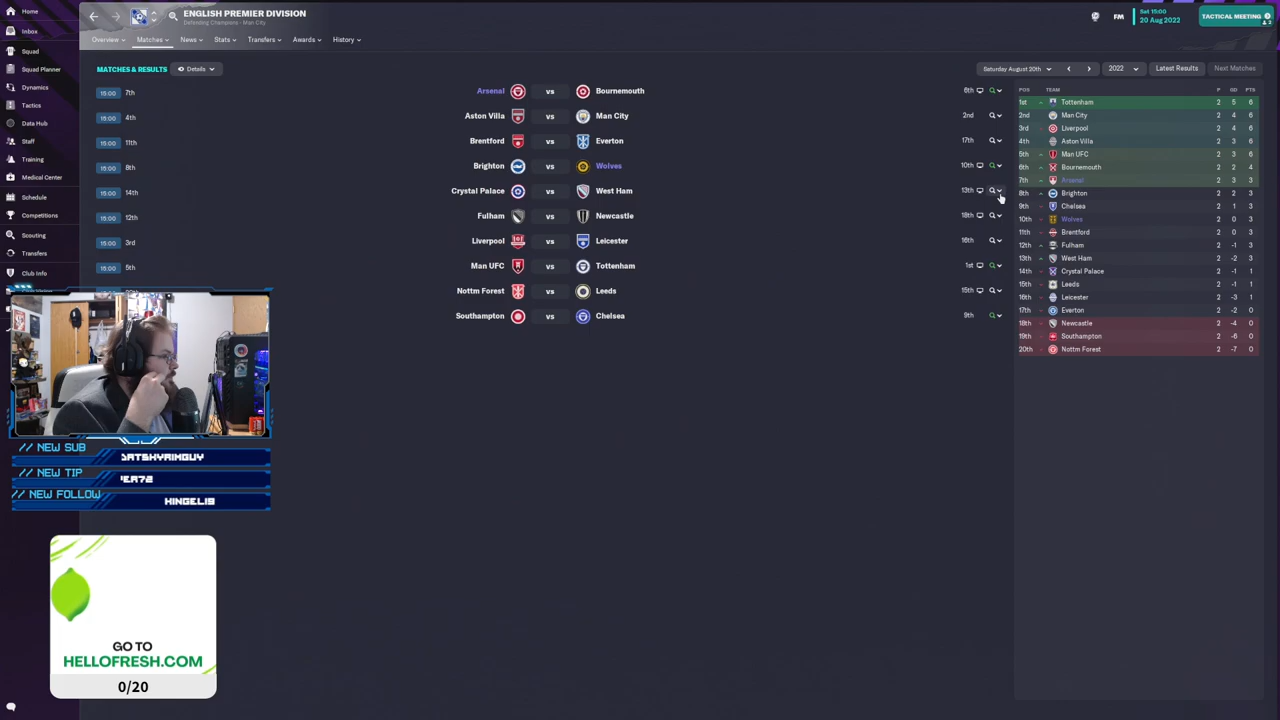 Home
Inbox
Squad
Squad Planner
Dynamics
Tactics
Data Hub
Staff
Training
Medical Center
Schedule
Competitions
Scouting
Transfers
Club Info
ENGLISH PREMIER DIVISION
Defending Champions - Man City
FM
Sat 15:00
20 Aug 2022
TACTICAL MEETING
Overview Matches News Stats Transfers Awards History
MATCHES & RESULTS Details
Saturday August 20th 2022 Latest Results Next Matches
15:00 7th Arsenal vs Bournemouth 6th
15:00 4th Aston Villa vs Man City 2nd
15:00 11th Brentford vs Everton 17th
15:00 8th Brighton vs Wolves 10th
15:00 14th Crystal Palace vs West Ham 13th
15:00 12th Fulham vs Newcastle 18th
15:00 3rd Liverpool vs Leicester 16th
15:00 5th Man UFC vs Tottenham 1st
Nottm Forest vs Leeds 15th
Southampton vs Chelsea 9th
POS TEAM P GD PTS
1st Tottenham 2 5 6
2nd Man City 2 4 6
3rd Liverpool 2 4 6
4th Aston Villa 2 3 6
5th Man UFC 2 3 6
6th Bournemouth 2 2 4
7th Arsenal 2 3 3
8th Brighton 2 2 3
9th Chelsea 2 1 3
10th Wolves 2 0 3
11th Brentford 2 0 3
12th Fulham 2 -1 3
13th West Ham 2 -2 3
14th Crystal Palace 2 -1 1
15th Leeds 2 -1 1
16th Leicester 2 -3 1
17th Everton 2 -2 0
18th Newcastle 2 -4 0
19th Southampton 2 -6 0
20th Nottm Forest 2 -7 0
// NEW SUB
// NEW TIP
// NEW FOLLOW
HINGEL19
GO TO
HELLOFRESH.COM
0/20